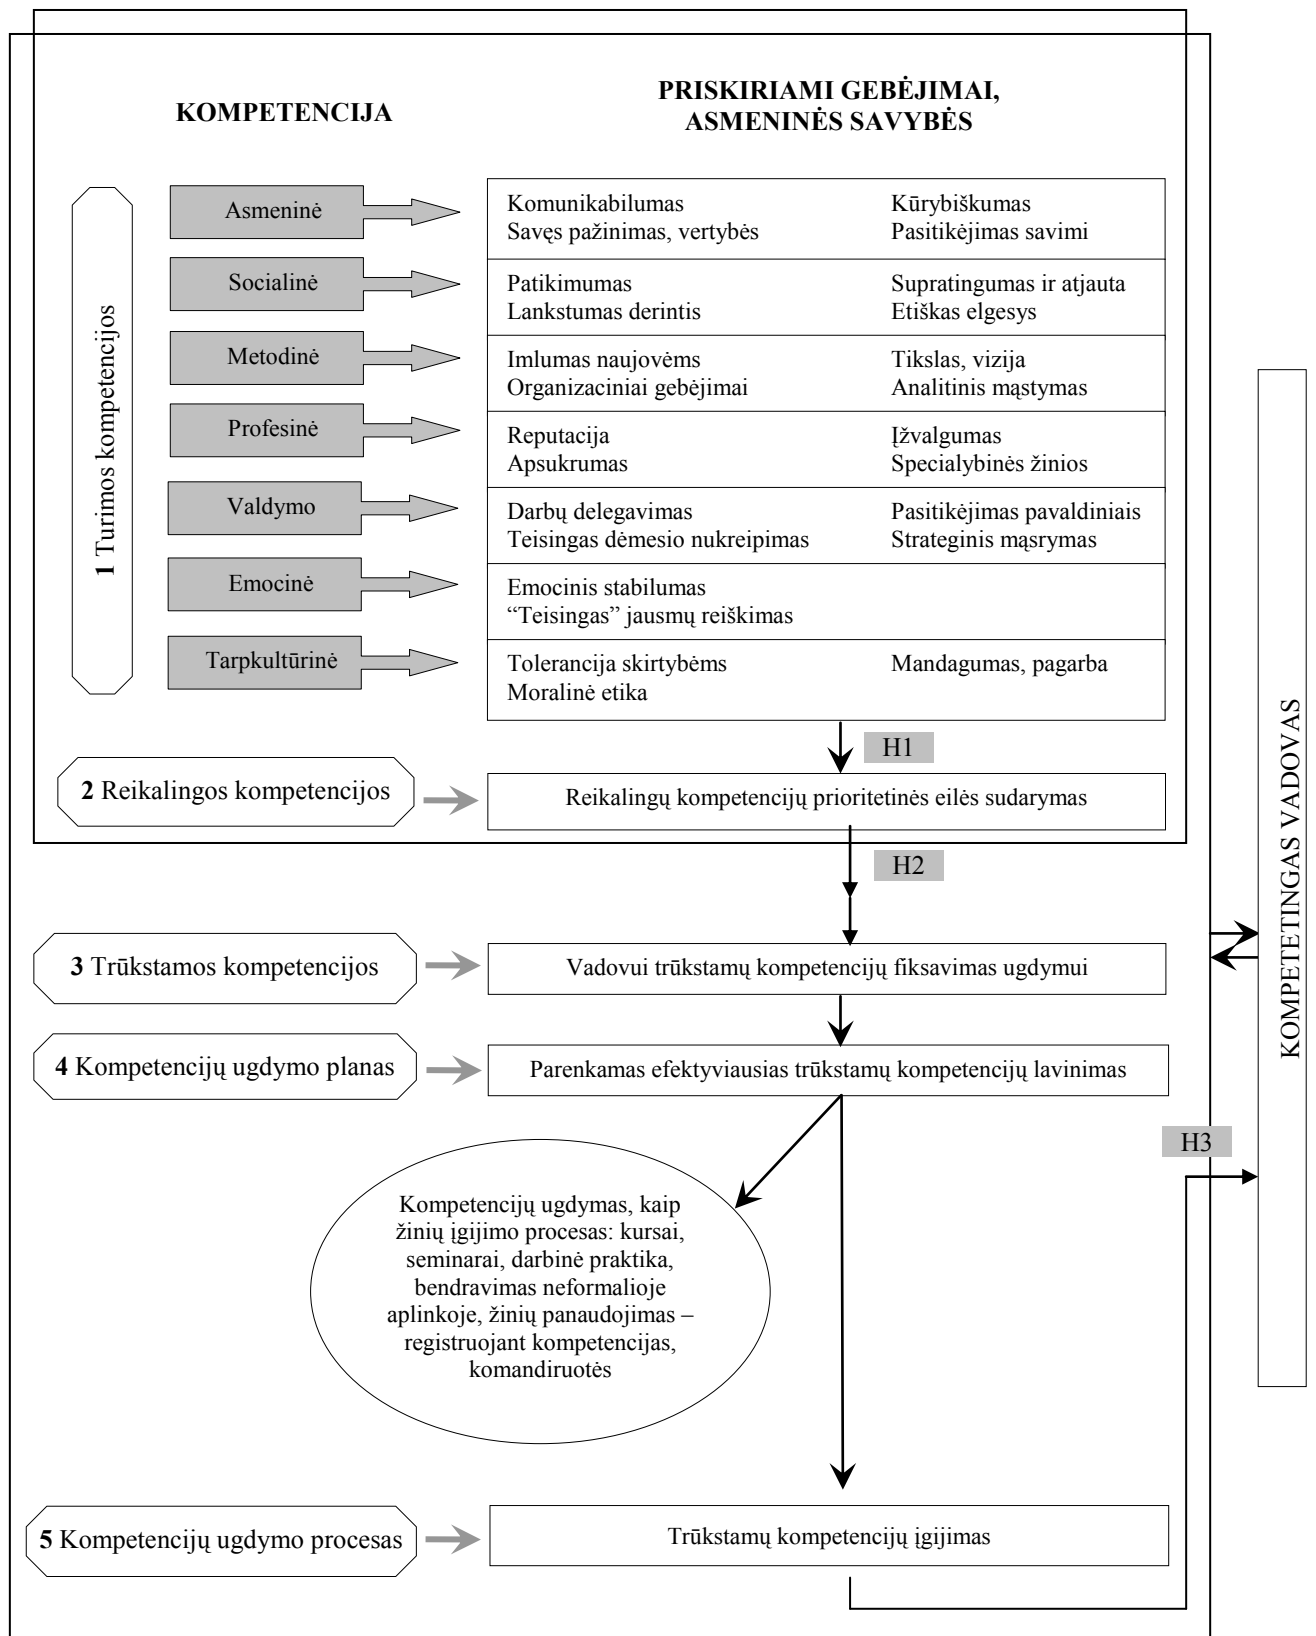 KOMPETENCIJA
PRISKIRIAMI GEBĖJIMAI,
ASMENINĖS SAVYBĖS
1 Turimos kompetencijos
Asmeninė
Komunikabilumas
Kūrybiškumas
Savęs pažinimas, vertybės
Pasitikėjimas savimi
Socialinė
Patikimumas
Supratingumas ir atjauta
Lankstumas derintis
Etiškas elgesys
Metodinė
Imlumas naujovėms
Tikslas, vizija
Organizaciniai gebėjimai
Analitinis mąstymas
Profesinė
Reputacija
Įžvalgumas
Apsukrumas
Specialybinės žinios
Valdymo
Darbų delegavimas
Pasitikėjimas pavaldiniais
Teisingas dėmesio nukreipimas
Strateginis mąsrymas
Emocinė
Emocinis stabilumas
“Teisingas” jausmų reiškimas
Tarpkultūrinė
Tolerancija skirtybėms
Mandagumas, pagarba
Moralinė etika
H1
2 Reikalingos kompetencijos
Reikalingų kompetencijų prioritetinės eilės sudarymas
H2
3 Trūkstamos kompetencijos
Vadovui trūkstamų kompetencijų fiksavimas ugdymui
4 Kompetencijų ugdymo planas
Parenkamas efektyviausias trūkstamų kompetencijų lavinimas
H3
KOMPETETINGAS VADOVAS
Kompetencijų ugdymas, kaip
žinių įgijimo procesas: kursai,
seminarai, darbinė praktika,
bendravimas neformalioje
aplinkoje, žinių panaudojimas –
registruojant kompetencijas,
komandiruotės
5 Kompetencijų ugdymo procesas
Trūkstamų kompetencijų įgijimas